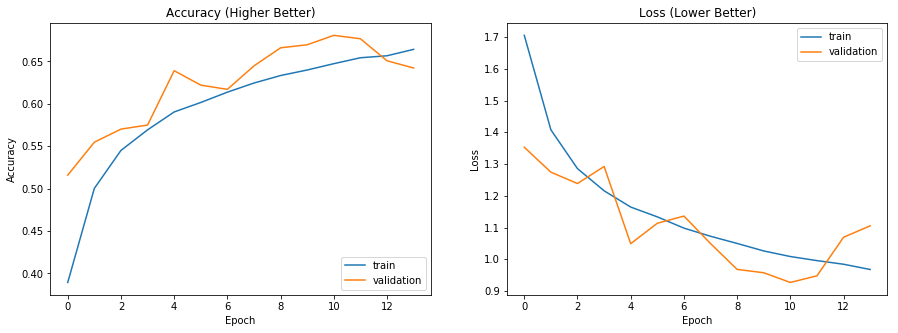 Accuracy (Higher Better)
0.65
0.60
0.55
0.50
0.45
0.40
Accuracy
train
validation
0 2 4 6 8 10 12
Epoch
Loss (Lower Better)
train
validation
1.7
1.6
1.5
1.4
1.3
1.2
1.1
1.0
0.9
Loss
0 2 4 6 8 10 12
Epoch